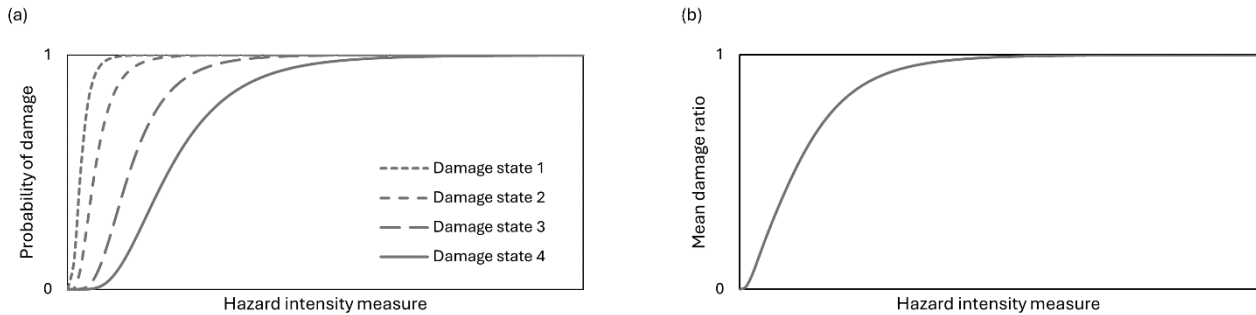 (a)
1
Probability of damage
Damage state 1
Damage state 2
Damage state 3
Damage state 4
0
Hazard intensity measure
(b)
1
Mean damage ratio
0
Hazard intensity measure